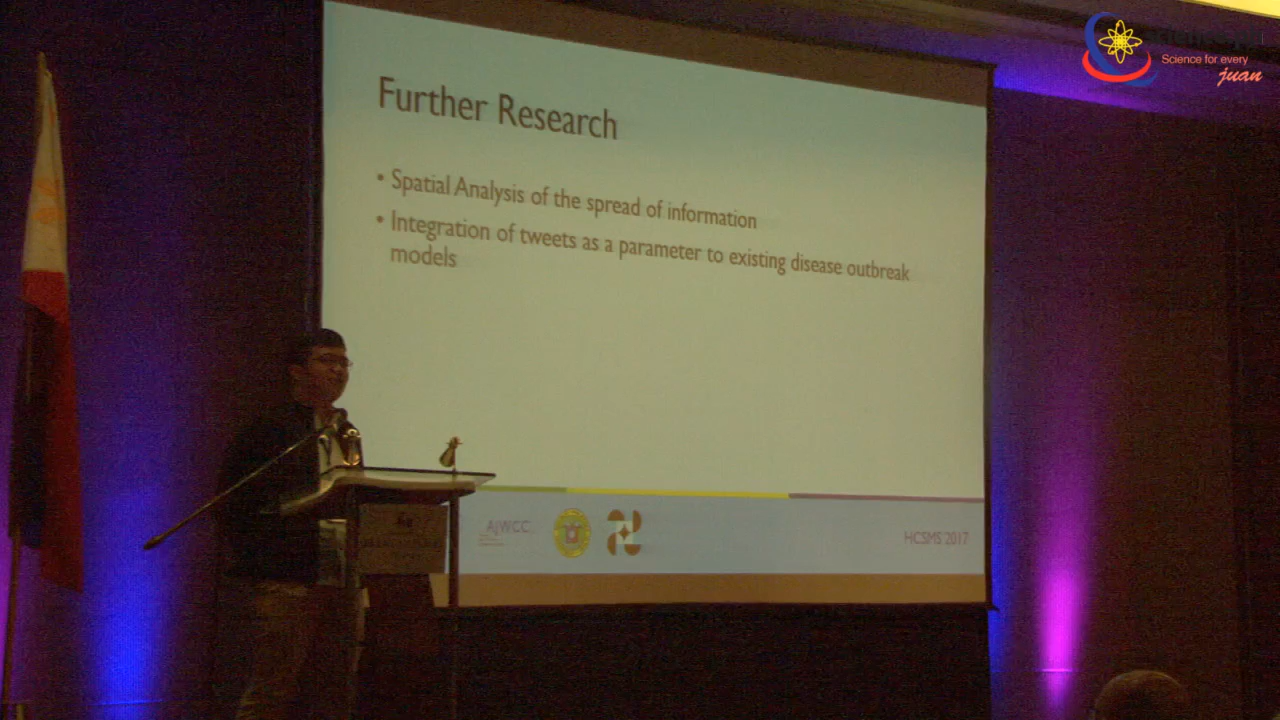 Science for every
juan
Further Research
• Spatial Analysis of the spread of information
• Integration of tweets as a parameter to existing disease outbreak
models
AJWCC
HCSMS 2017